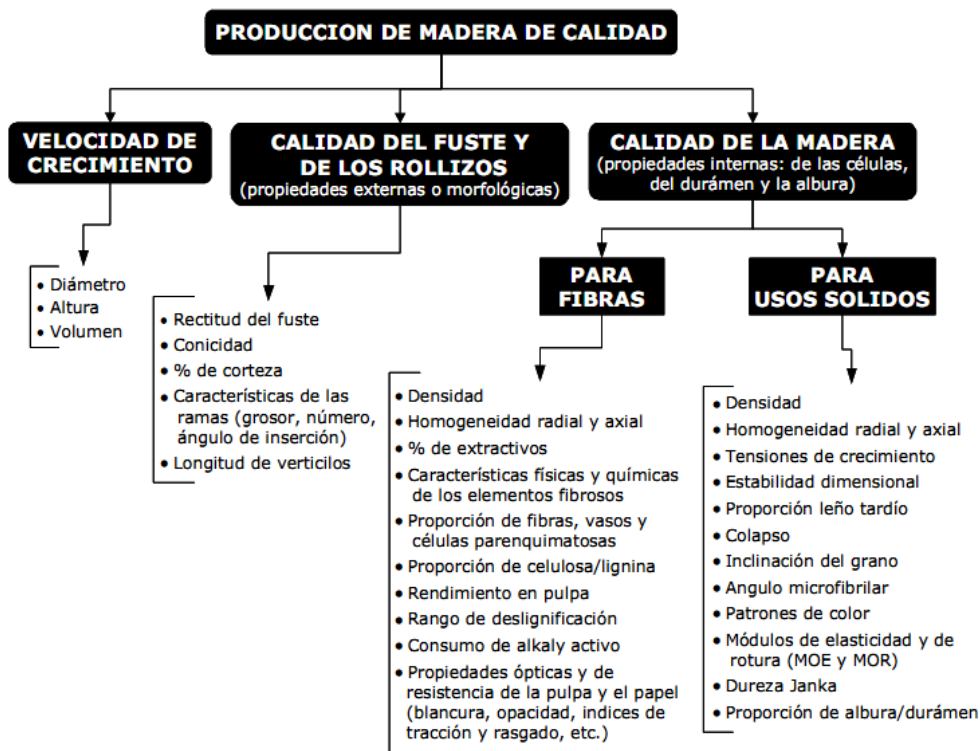 PRODUCCION DE MADERA DE CALIDAD
VELOCIDAD DE
CRECIMIENTO
CALIDAD DEL FUSTE Y
DE LOS ROLLIZOS
(propiedades externas o morfológicas)
CALIDAD DE LA MADERA
(propiedades internas: de las células,
del durámen y la albura)
• Diámetro
• Altura
• Volumen
• Rectitud del fuste
• Conicidad
• % de corteza
• Características de las
ramas (grosor, número,
ángulo de inserción)
• Longitud de verticilos
PARA
FIBRAS
PARA
USOS SOLIDOS
• Densidad
• Homogeneidad radial y axial
• % de extractivos
• Características físicas y químicas
de los elementos fibrosos
• Proporción de fibras, vasos y
células parenquimatosas
• Proporción de celulosa/lignina
• Rendimiento en pulpa
• Rango de deslignificación
• Consumo de alkaly activo
• Propiedades ópticas y de
resistencia de la pulpa y el papel
(blancura, opacidad, indices de
tracción y rasgado, etc.)
• Densidad
• Homogeneidad radial y axial
• Tensiones de crecimiento
• Estabilidad dimensional
• Proporción leño tardío
• Colapso
• Inclinación del grano
• Angulo microfibrilar
• Patrones de color
• Módulos de elasticidad y de
rotura (MOE y MOR)
• Dureza Janka
• Proporción de albura/durámen